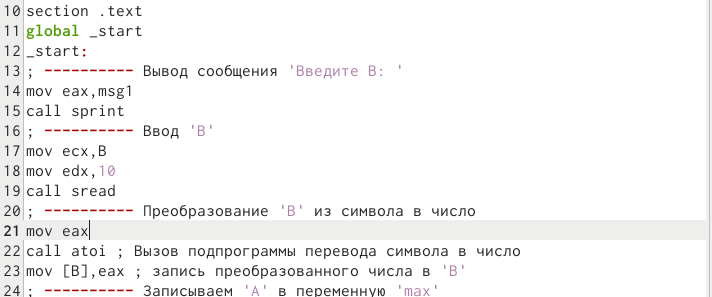 10 section .text
11 global _start
12 _start:
13 ; ---------- Вывод сообщения 'Введите B: '
14 mov eax,msg1
15 call sprint
16 ; ---------- Ввод 'B'
17 mov ecx,B
18 mov edx,10
19 call sread
20 ; ---------- Преобразование 'B' из символа в число
21 mov eax
22 call atoi ; Вызов подпрограммы перевода символа в число
23 mov [B],eax ; запись преобразованного числа в 'B'
24 ; ---------- Записываем 'A' в переменную 'max'